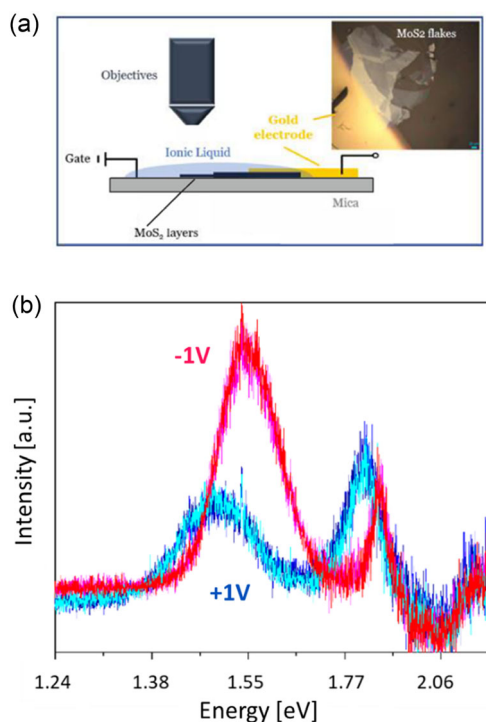 (a)
MoS2 flakes
Objectives
Gold
electrode
Ionic Liquid
Gate
Mica
MoS₂ layers
(b)
-1V
+1V
Intensity [a.u.]
1.24 1.38 1.55 1.77 2.06
Energy [eV]